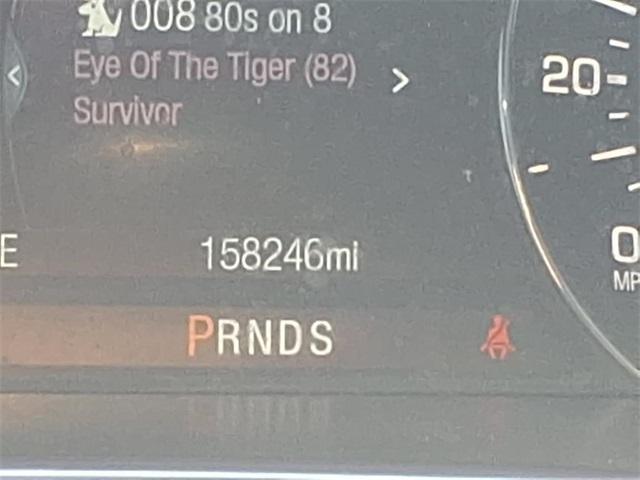 008 80s on 8
Eye Of The Tiger (82)
Survivor
20
E
158246mi
0
MP
PRNDS